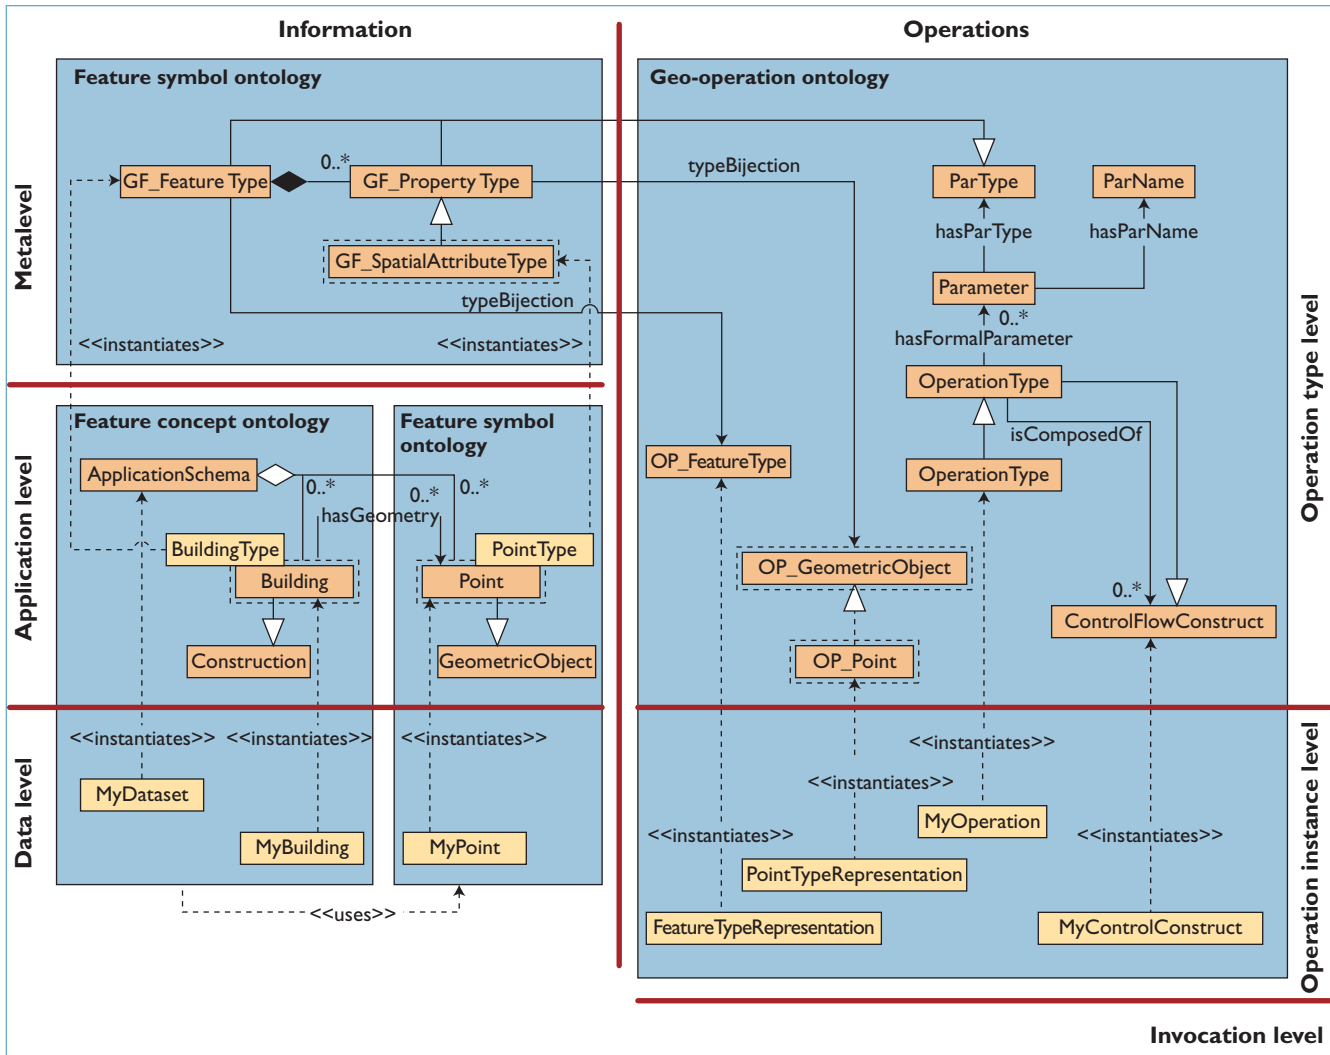 Information
Operations
Metalevel
Application level
Data level
Operation type level
Operation instance level
Invocation level
Feature symbol ontology
GF_Feature Type
0..*
GF_Property Type
GF_SpatialAttributeType
typeBijection
typeBijection
<<instantiates>>
<<instantiates>>
Feature concept ontology
ApplicationSchema
0..*
hasGeometry
BuildingType
Building
Construction
Feature symbol
ontology
0..*
0..*
PointType
Point
GeometricObject
<<instantiates>>
<<instantiates>>
<<instantiates>>
MyDataset
MyBuilding
MyPoint
<<uses>>
Geo-operation ontology
ParType
ParName
hasParType
hasParName
Parameter
0..*
hasFormalParameter
OperationType
isComposedOf
OP_FeatureType
OperationType
OP_GeometricObject
0..*
ControlFlowConstruct
OP_Point
<<instantiates>>
<<instantiates>>
<<instantiates>>
<<instantiates>>
MyOperation
PointTypeRepresentation
FeatureTypeRepresentation
MyControlConstruct